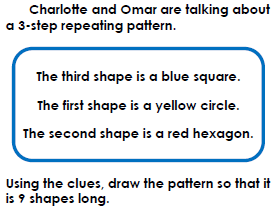 Charlotte and Omar are talking about
a 3-step repeating pattern.
The third shape is a blue square.
The first shape is a yellow circle.
The second shape is a red hexagon.
Using the clues, draw the pattern so that it
is 9 shapes long.